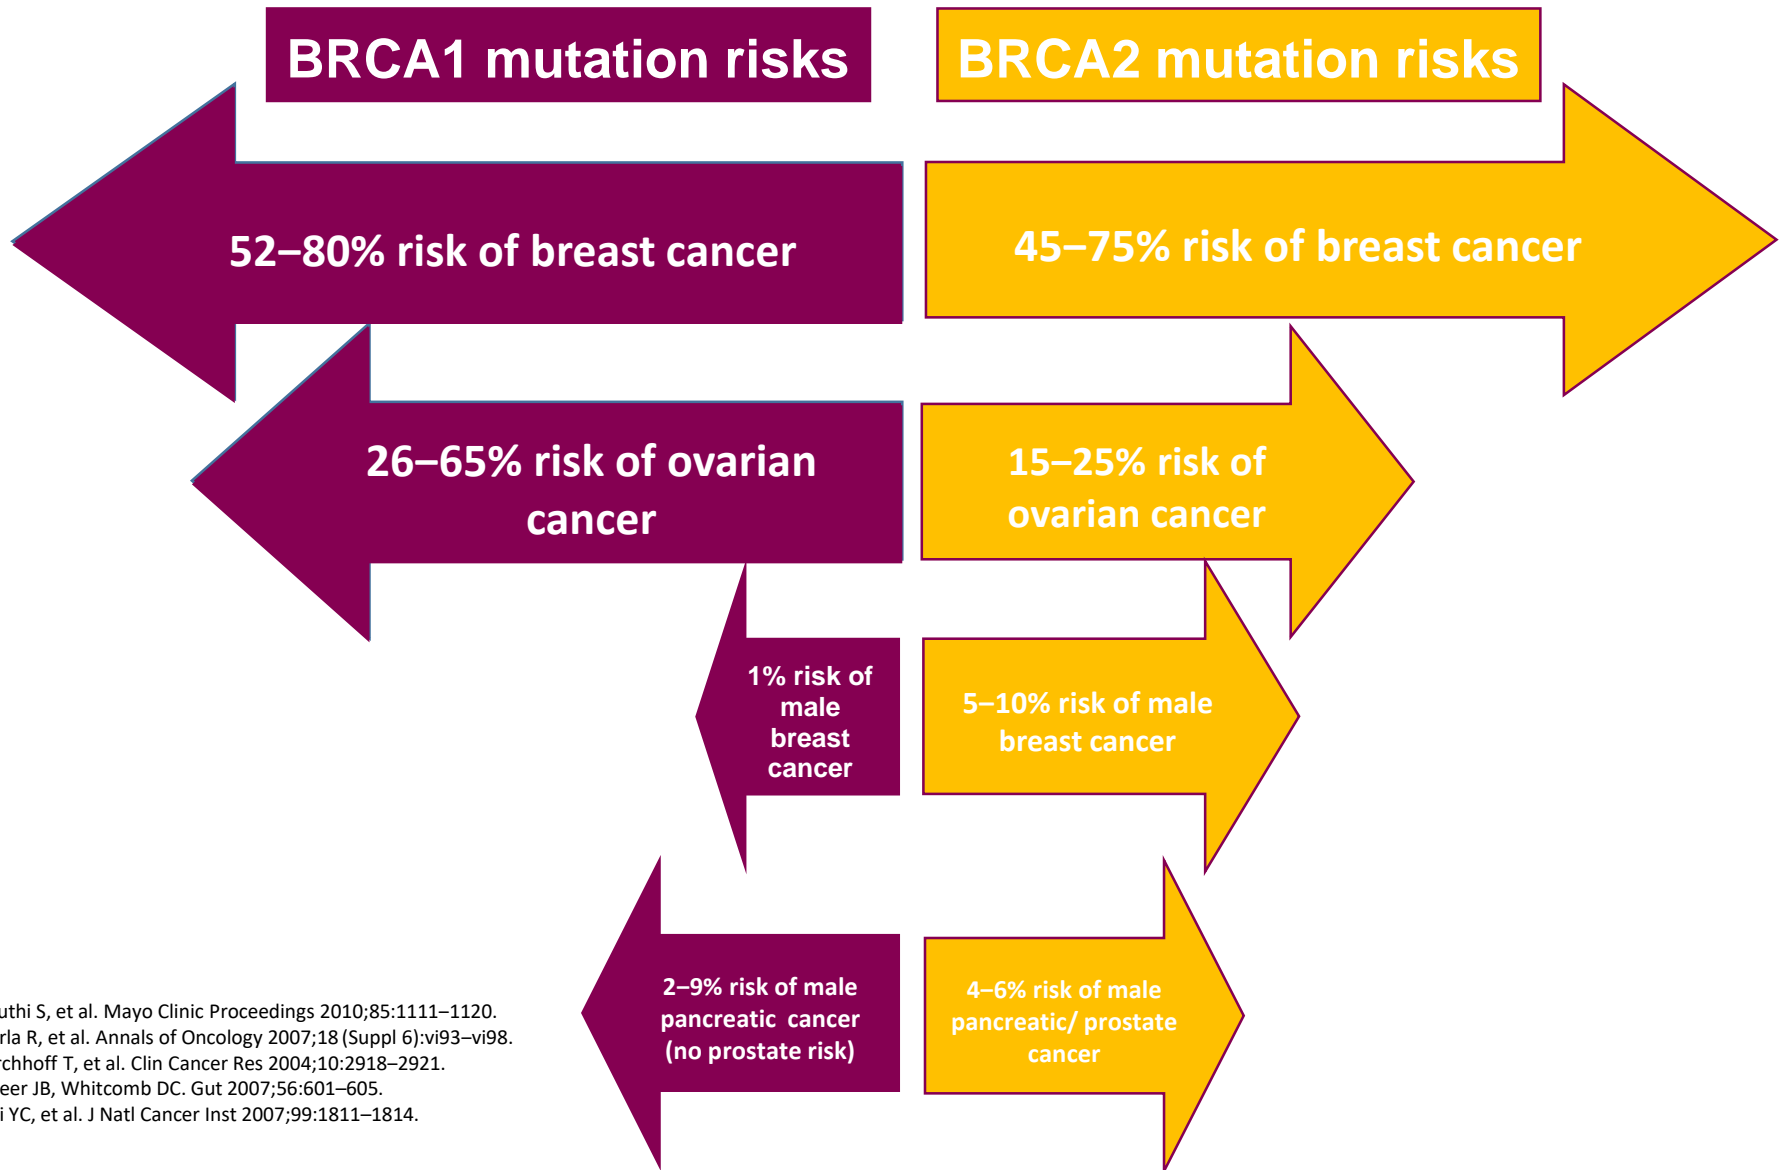 BRCA1 mutation risks
BRCA2 mutation risks
52–80% risk of breast cancer
45–75% risk of breast cancer
26–65% risk of ovarian
cancer
15–25% risk of
ovarian cancer
1% risk of
male
breast
cancer
5–10% risk of male
breast cancer
2–9% risk of male
pancreatic cancer
(no prostate risk)
4–6% risk of male
pancreatic/ prostate
cancer
uthi S, et al. Mayo Clinic Proceedings 2010;85:1111–1120.
rla R, et al. Annals of Oncology 2007;18 (Suppl 6):vi93–vi98.
rchhoff T, et al. Clin Cancer Res 2004;10:2918–2921.
eer JB, Whitcomb DC. Gut 2007;56:601–605.
i YC, et al. J Natl Cancer Inst 2007;99:1811–1814.